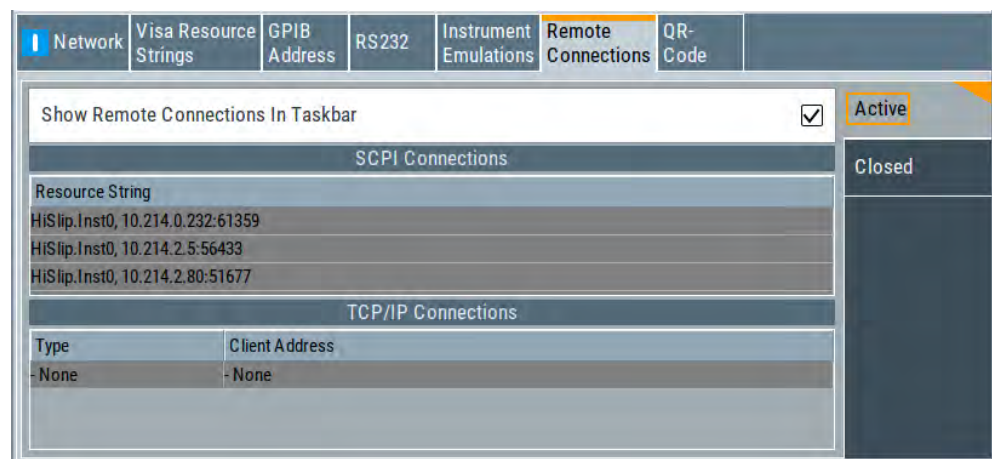 Network
Visa Resource Strings
GPIB Address
RS232
Instrument Emulations
Remote Connections
QR-Code
Show Remote Connections In Taskbar
Active
Closed
SCPI Connections
Resource String
HiSlip.Inst0, 10.214.0.232:61359
HiSlip.Inst0, 10.214.2.5:56433
HiSlip.Inst0, 10.214.2.80:51677
TCP/IP Connections
Type Client Address
- None - None